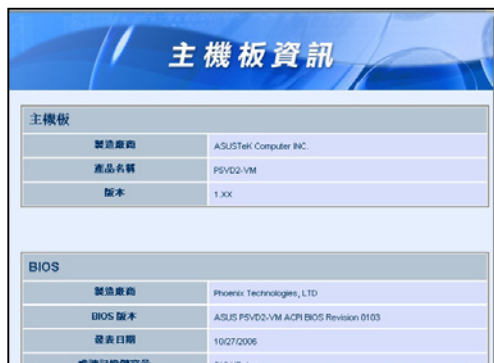 主機板資訊
主機板
製造廠商 ASUSTeK Computer INC.
產品名稱 P5VD2-VM
版本 1.XX
BIOS
製造廠商 Phoenix Technologies, LTD
BIOS 版本 ASUS P5VD2-VM ACPI BIOS Revision 0103
發表日期 10/27/2006